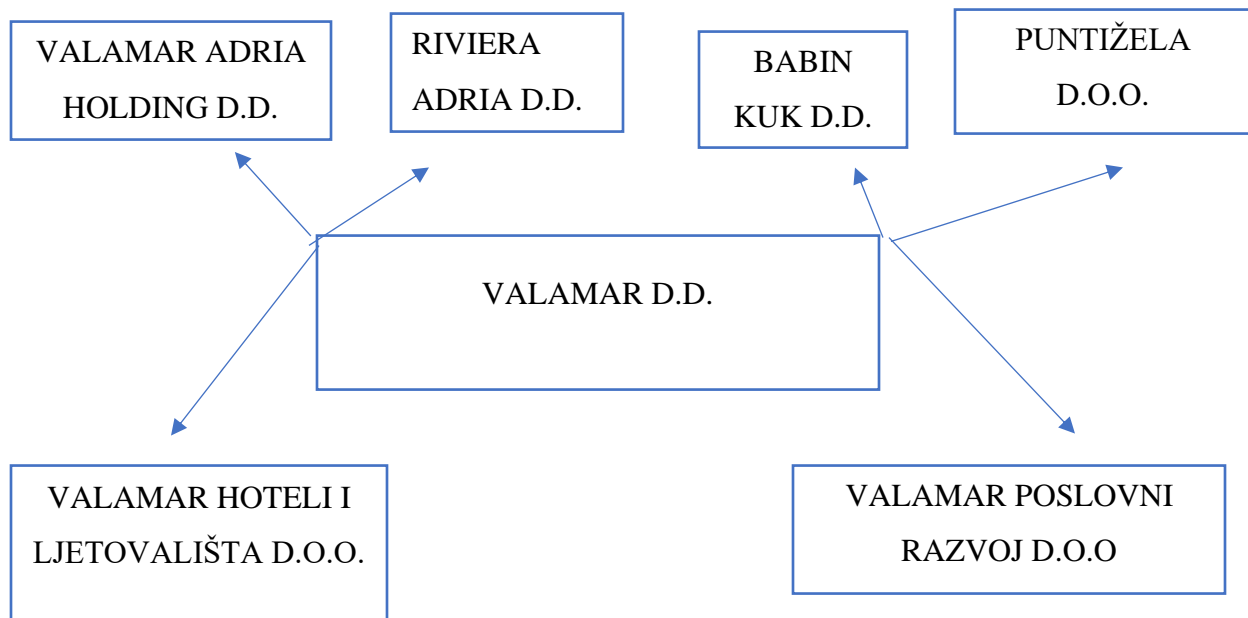 VALAMAR ADRIA
HOLDING D.D.
RIVIERA
ADRIA D.D.
BABIN
KUK D.D.
PUNTIŽELA
D.O.O.
VALAMAR D.D.
VALAMAR HOTELI I
LJETOVALIŠTA D.O.O.
VALAMAR POSLOVNI
RAZVOJ D.O.O